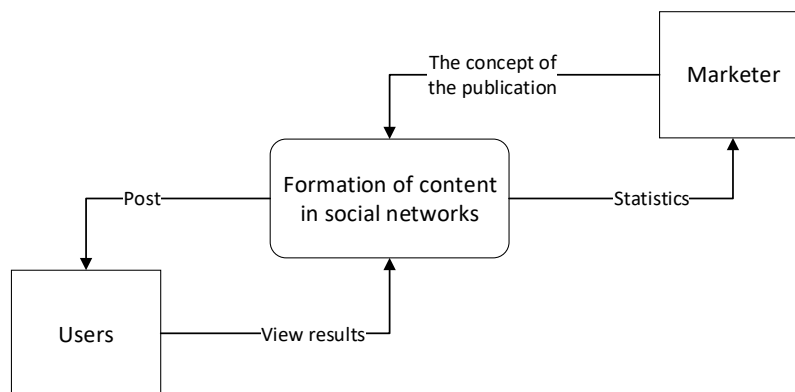 The concept of
the publication
Marketer
Formation of content
in social networks
Post
Statistics
Users
View results